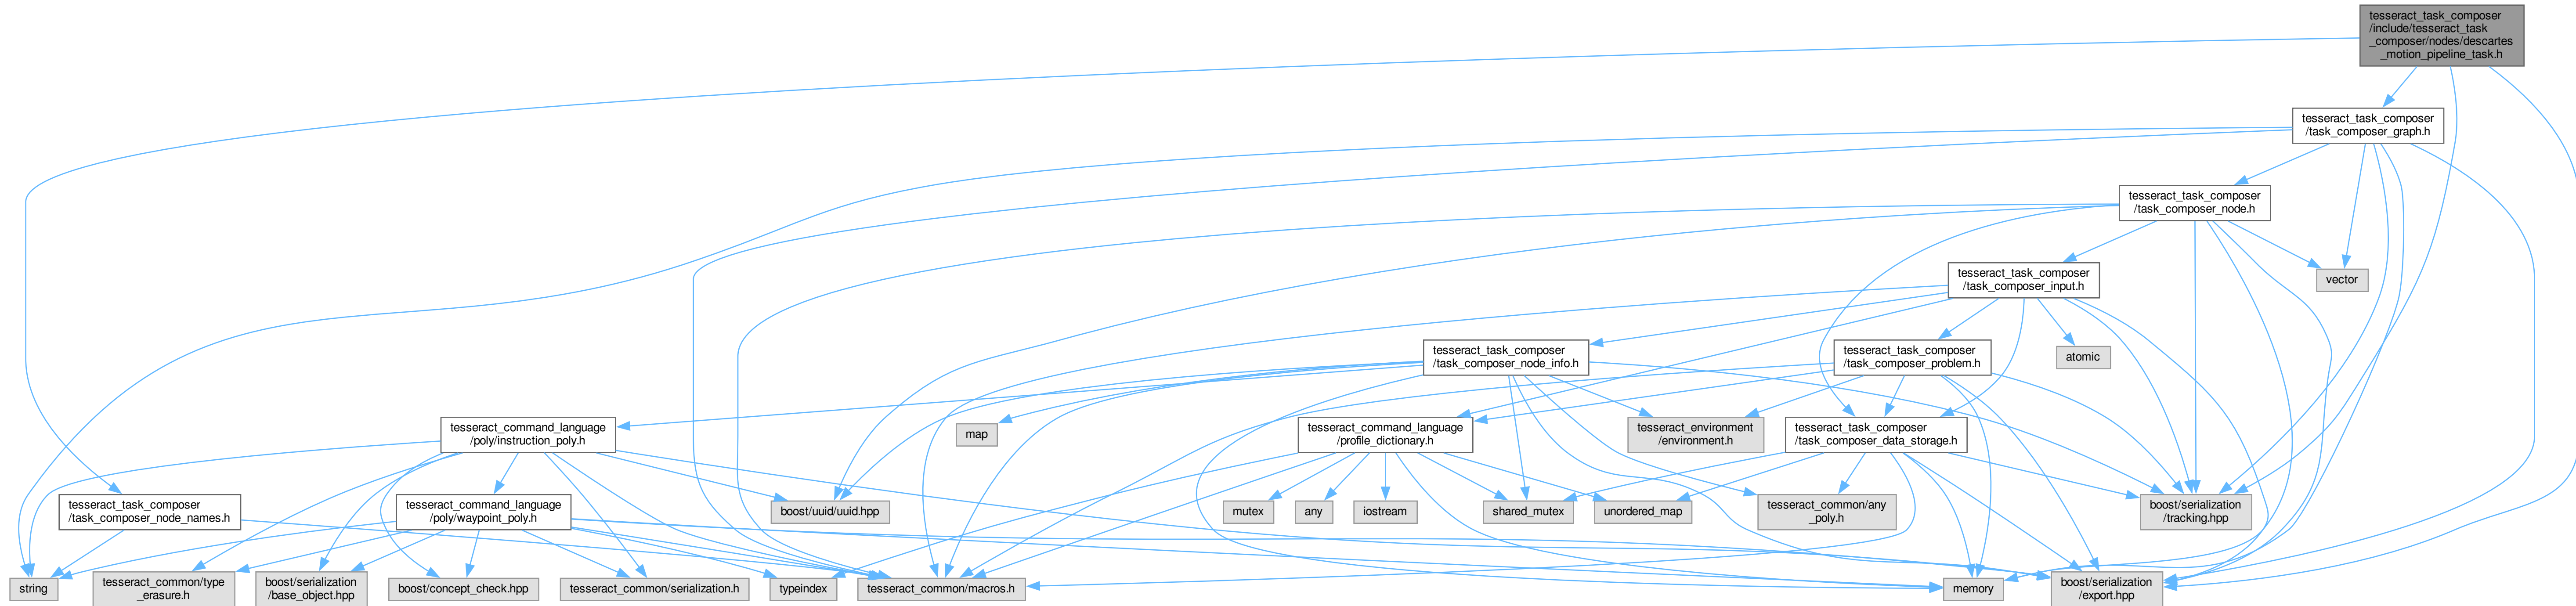 tesseract_task_composer
/include/tesseract_task
_composer/nodes/descartes
_motion_pipeline_task.h
tesseract_task_composer
/task_composer_graph.h
tesseract_task_composer
/task_composer_node.h
tesseract_task_composer
/task_composer_input.h
vector
tesseract_task_composer
/task_composer_node_info.h
tesseract_task_composer
/task_composer_problem.h
atomic
tesseract_command_language
/poly/instruction_poly.h
map
tesseract_command_language
/profile_dictionary.h
tesseract_environment
/environment.h
tesseract_task_composer
/task_composer_data_storage.h
tesseract_task_composer
/task_composer_node_names.h
tesseract_command_language
/poly/waypoint_poly.h
boost/uuid/uuid.hpp
mutex
any
iostream
shared_mutex
unordered_map
tesseract_common/any
_poly.h
boost/serialization
/tracking.hpp
string
tesseract_common/type
_erasure.h
boost/serialization
/base_object.hpp
boost/concept_check.hpp
tesseract_common/serialization.h
typeindex
tesseract_common/macros.h
memory
boost/serialization
/export.hpp